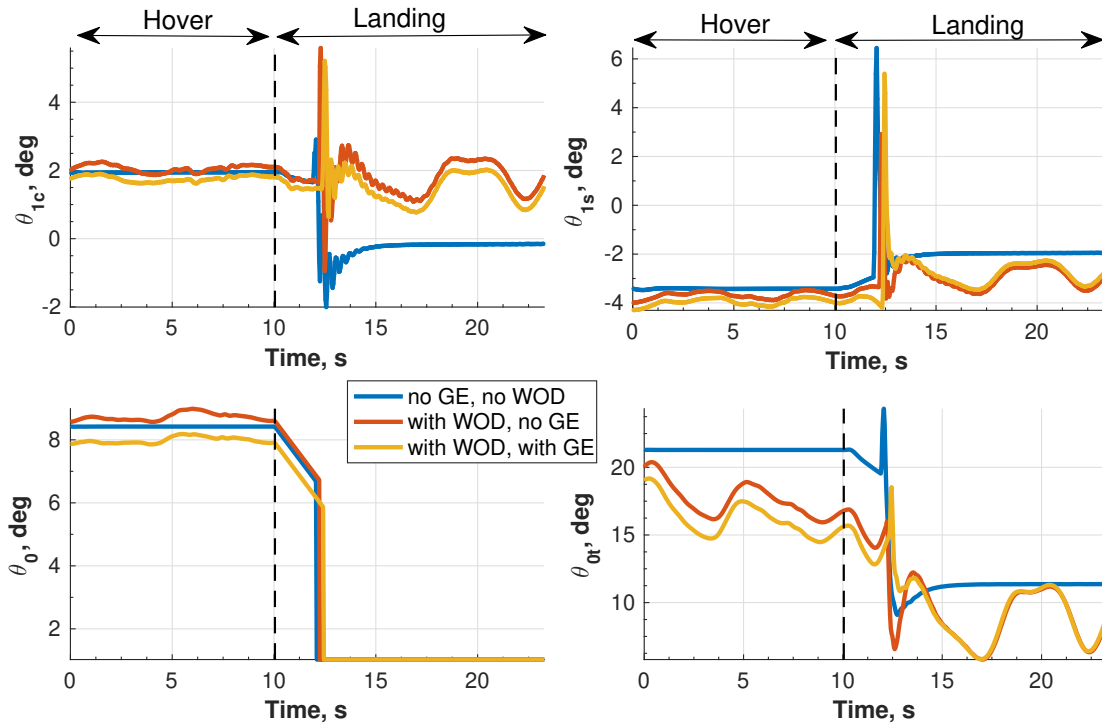 Hover Landing
Hover Landing
θ1c, deg
4
2
0
-2
0 5 10 15 20
Time, s
θ1s, deg
6
4
2
0
-2
-4
0 5 10 15 20
Time, s
no GE, no WOD
with WOD, no GE
with WOD, with GE
θ0, deg
8
6
4
2
0 5 10 15 20
Time, s
θ0t, deg
20
15
10
0 5 10 15 20
Time, s